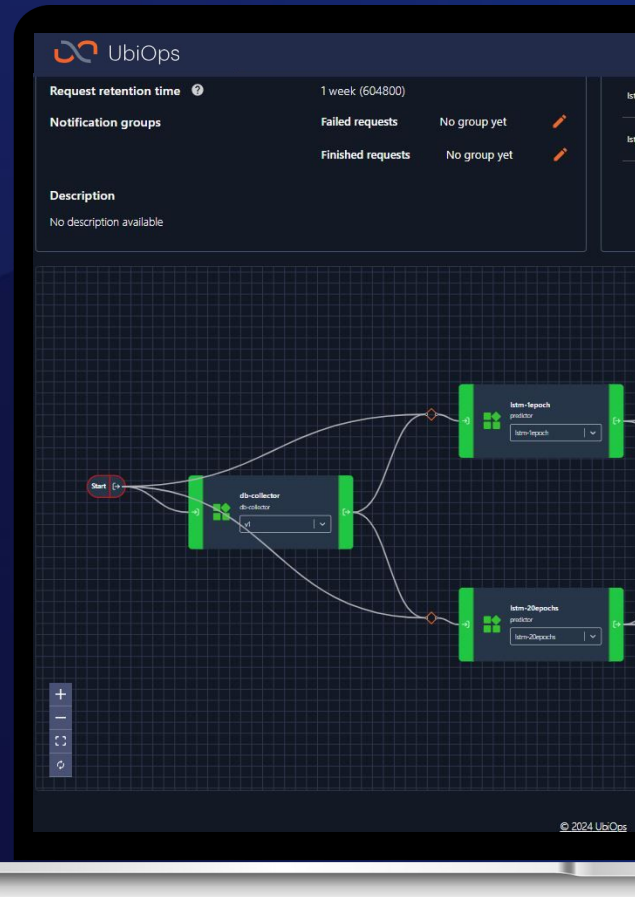 UbiOps
Request retention time ? 1 week (604800)
Notification groups Failed requests No group yet
Finished requests No group yet
Description
No description available
lstm-1epoch
predictor
lstm-1epoch
Start
db-collector
db-collector
v1
lstm-20epochs
predictor
lstm-20epochs
© 2024 UbiOps